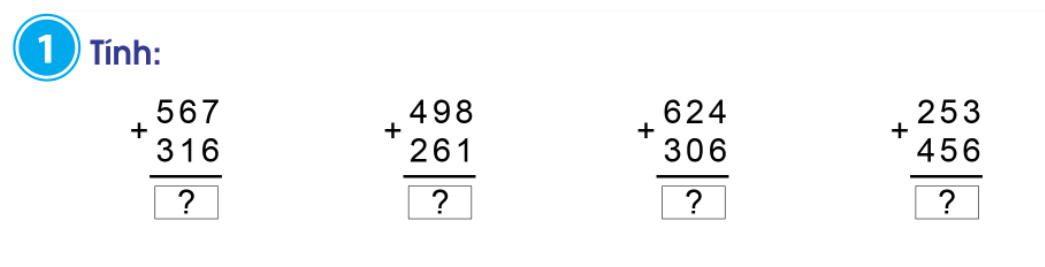 1 Tính:
+ 567 + 498 + 624 + 253
316 261 306 456
? ? ? ?